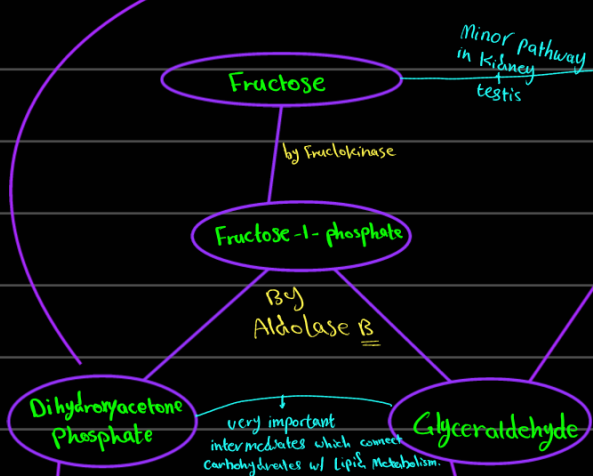 Minor pathway
in Kidney
testis
Fructose
by Fructokinase
Fructose-1-phosphate
By
Aldolase B
Dihydroxyacetone
Phosphate
very important
intermediates which connect
carbohydrates w/ Lipid Metabolism.
Glyceraldehyde